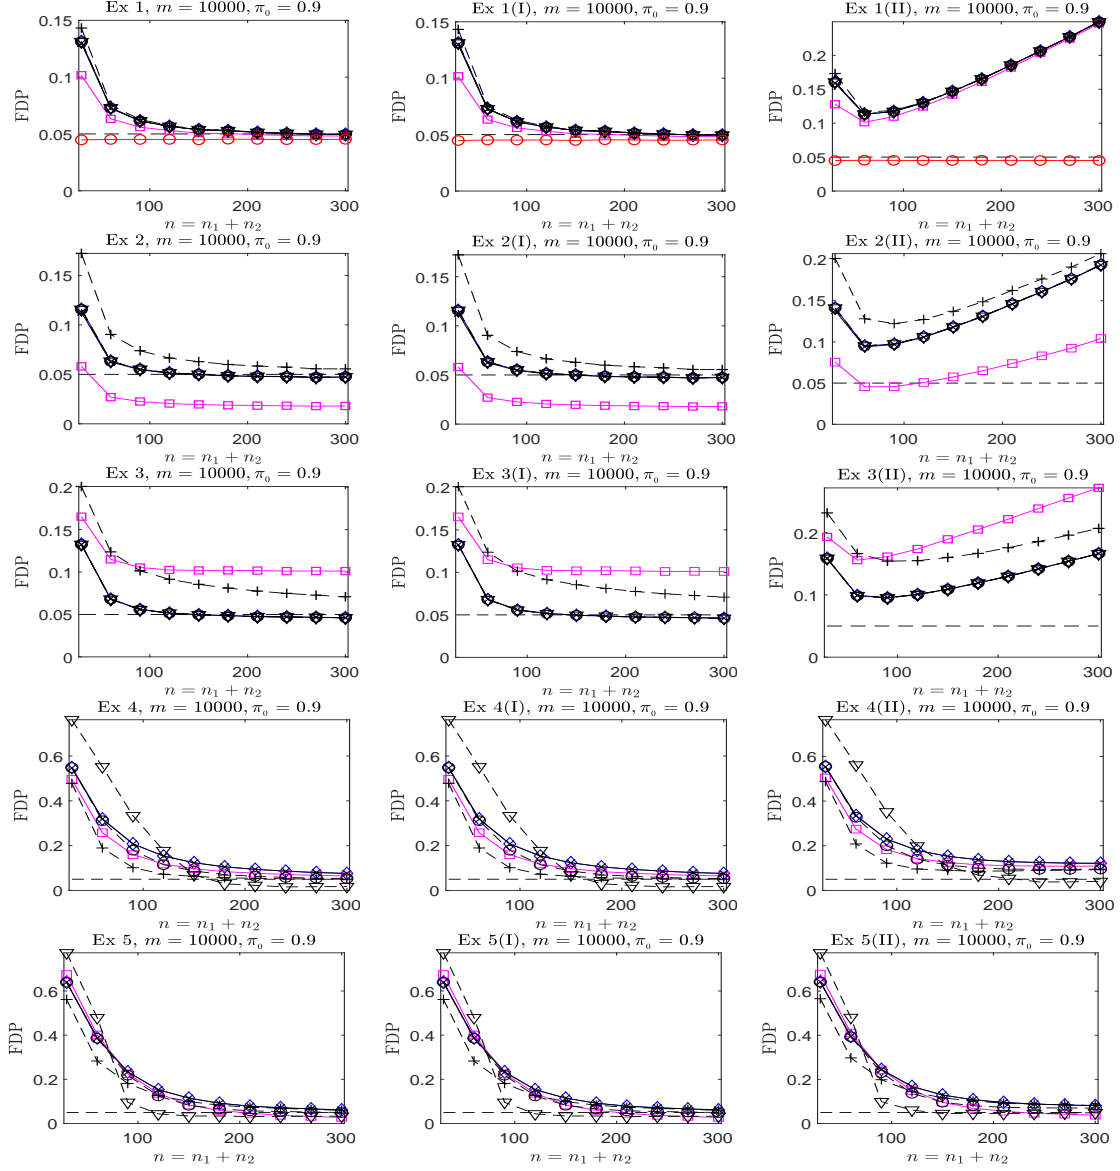 Ex 1, m = 10000, π₀ = 0.9
Ex 1(I), m = 10000, π₀ = 0.9
Ex 1(II), m = 10000, π₀ = 0.9
0.15
0.1
0.05
0
FDP
100
200
300
n = n₁ + n₂
0.15
0.1
0.05
0
FDP
100
200
300
n = n₁ + n₂
0.2
0.15
0.1
0.05
0
FDP
100
200
300
n = n₁ + n₂
Ex 2, m = 10000, π₀ = 0.9
Ex 2(I), m = 10000, π₀ = 0.9
Ex 2(II), m = 10000, π₀ = 0.9
0.15
0.1
0.05
0
FDP
100
200
300
n = n₁ + n₂
0.15
0.1
0.05
0
FDP
100
200
300
n = n₁ + n₂
0.2
0.15
0.1
0.05
0
FDP
100
200
300
n = n₁ + n₂
Ex 3, m = 10000, π₀ = 0.9
Ex 3(I), m = 10000, π₀ = 0.9
Ex 3(II), m = 10000, π₀ = 0.9
0.2
0.15
0.1
0.05
0
FDP
100
200
300
n = n₁ + n₂
0.2
0.15
0.1
0.05
0
FDP
100
200
300
n = n₁ + n₂
0.2
0.1
0
FDP
100
200
300
n = n₁ + n₂
Ex 4, m = 10000, π₀ = 0.9
Ex 4(I), m = 10000, π₀ = 0.9
Ex 4(II), m = 10000, π₀ = 0.9
0.6
0.4
0.2
0
FDP
100
200
300
n = n₁ + n₂
0.6
0.4
0.2
0
FDP
100
200
300
n = n₁ + n₂
0.6
0.4
0.2
0
FDP
100
200
300
n = n₁ + n₂
Ex 5, m = 10000, π₀ = 0.9
Ex 5(I), m = 10000, π₀ = 0.9
Ex 5(II), m = 10000, π₀ = 0.9
0.6
0.4
0.2
0
FDP
100
200
300
n = n₁ + n₂
0.6
0.4
0.2
0
FDP
100
200
300
n = n₁ + n₂
0.6
0.4
0.2
0
FDP
100
200
300
n = n₁ + n₂